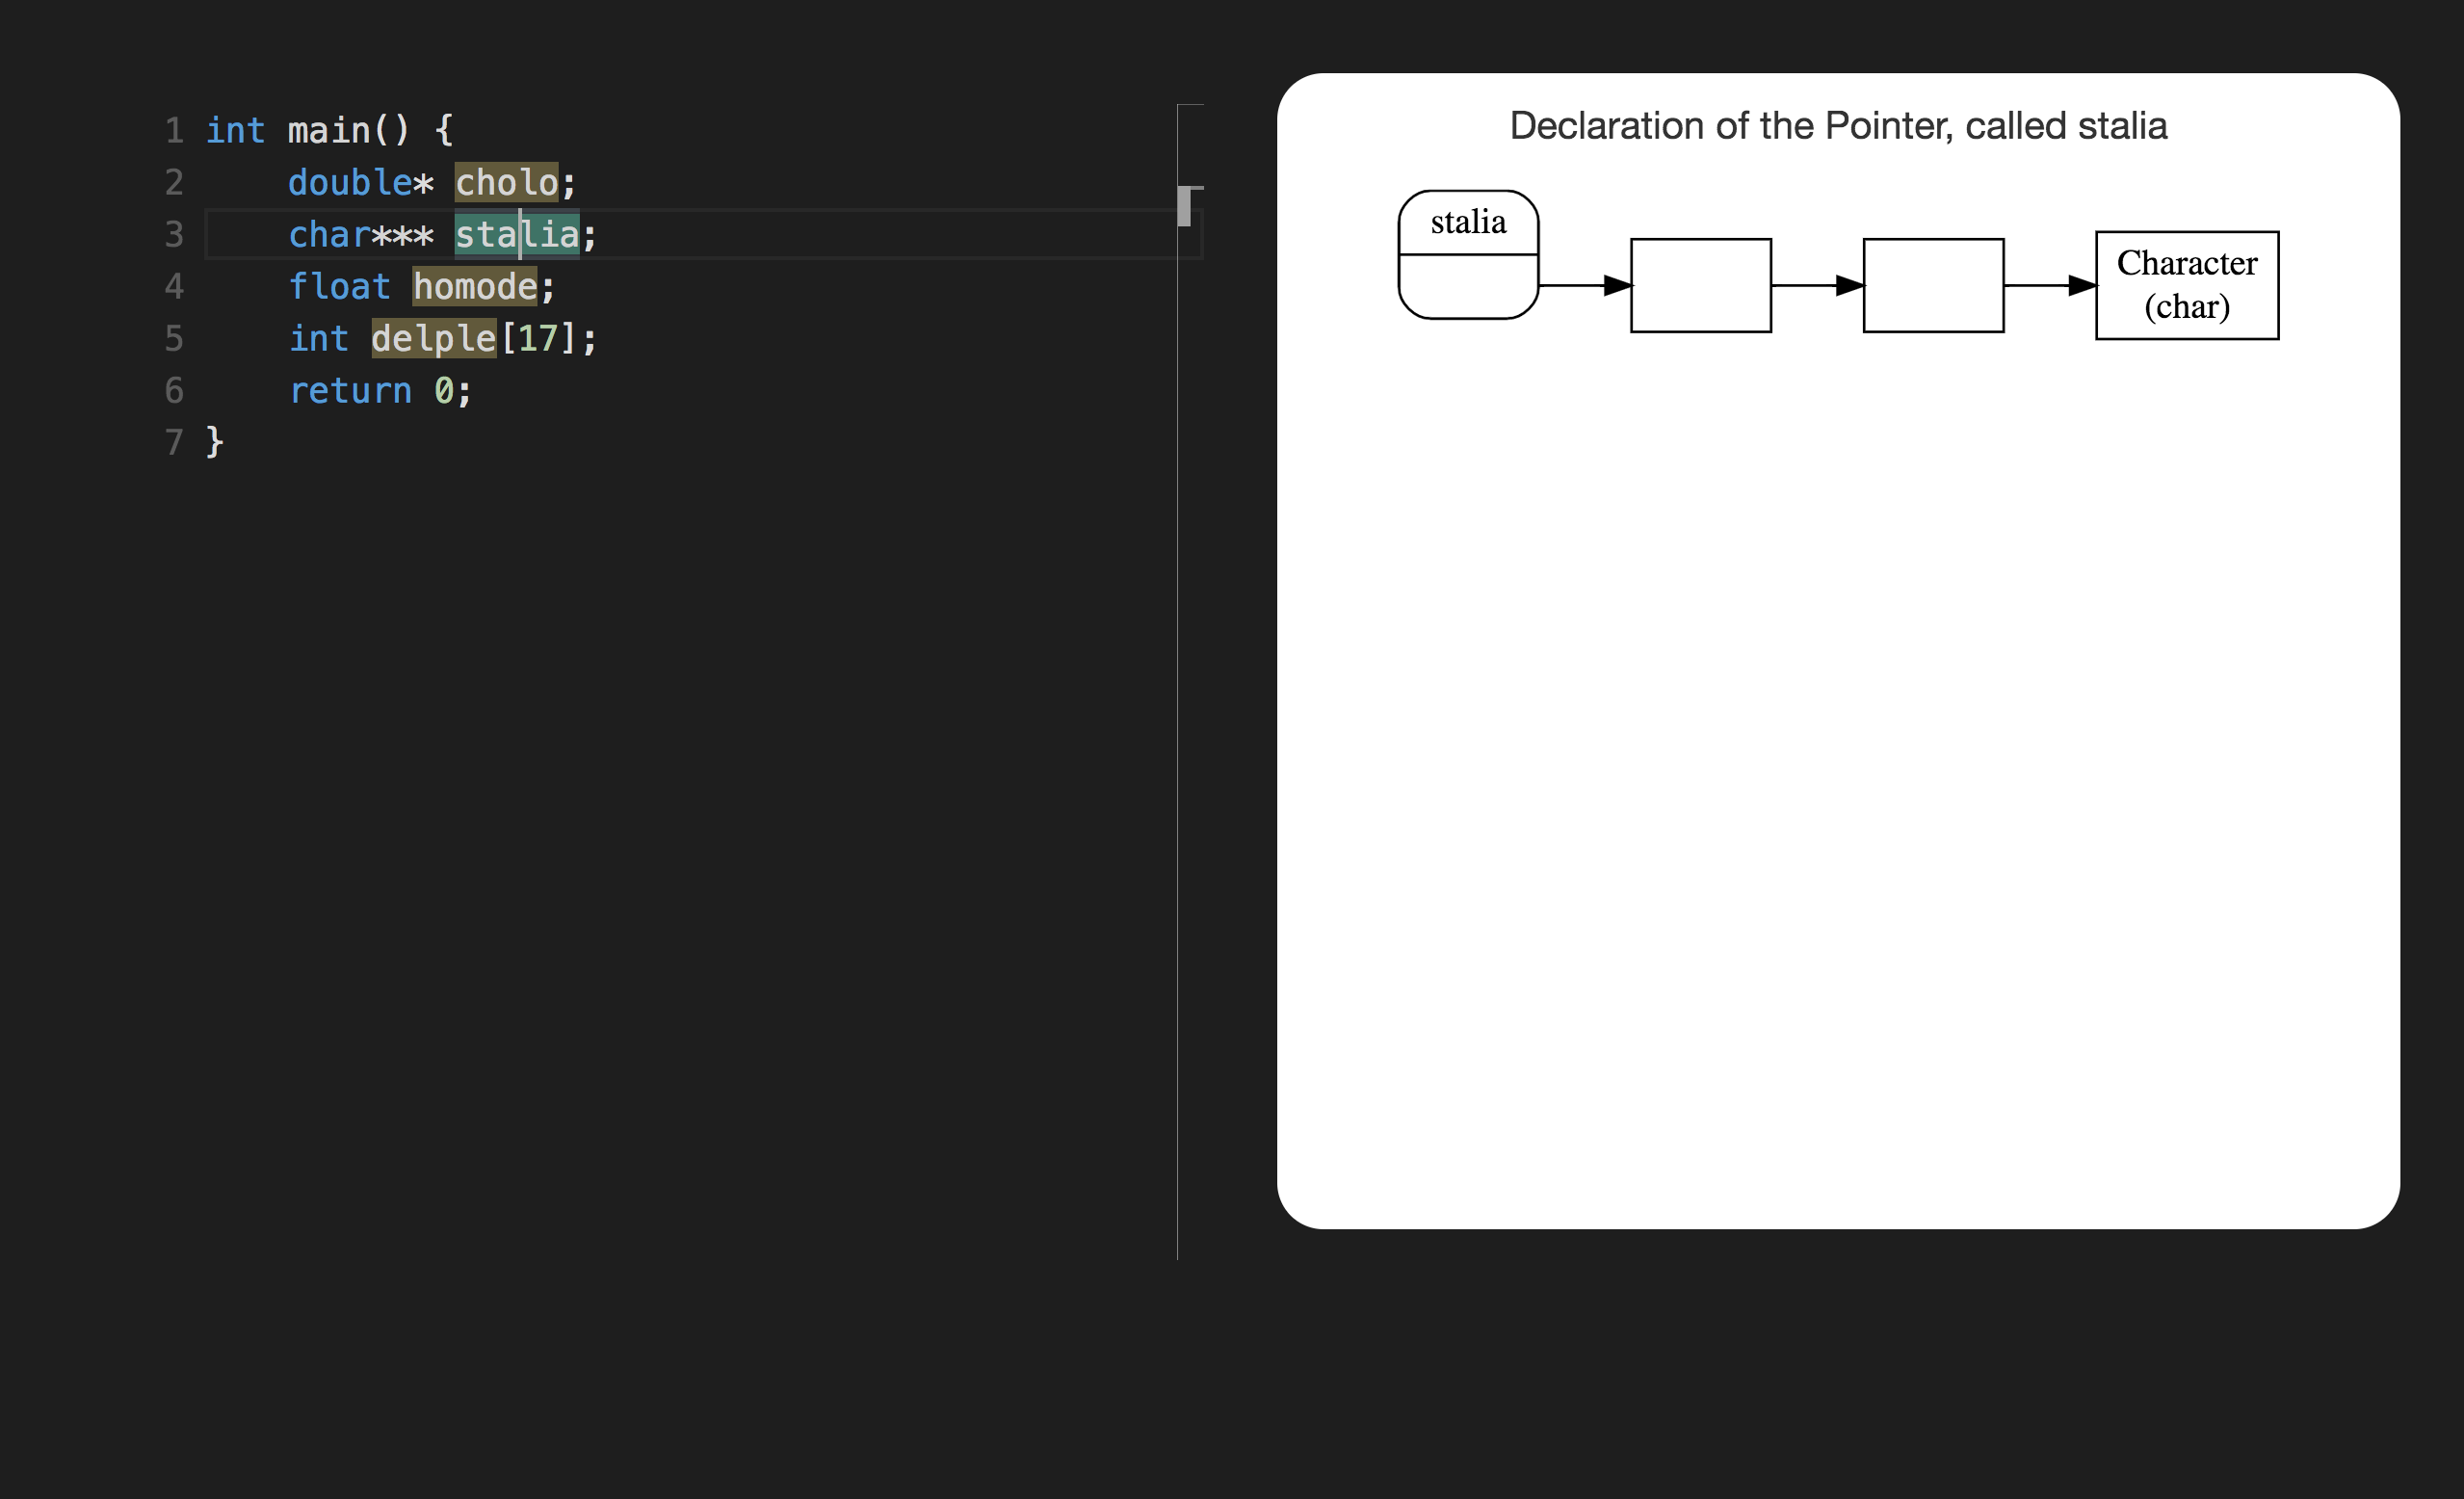 1 int main() {
2     double* cholo;
3     char*** stalia;
4     float homode;
5     int delple[17];
6     return 0;
7 }
Declaration of the Pointer, called stalia
stalia
Character
(char)